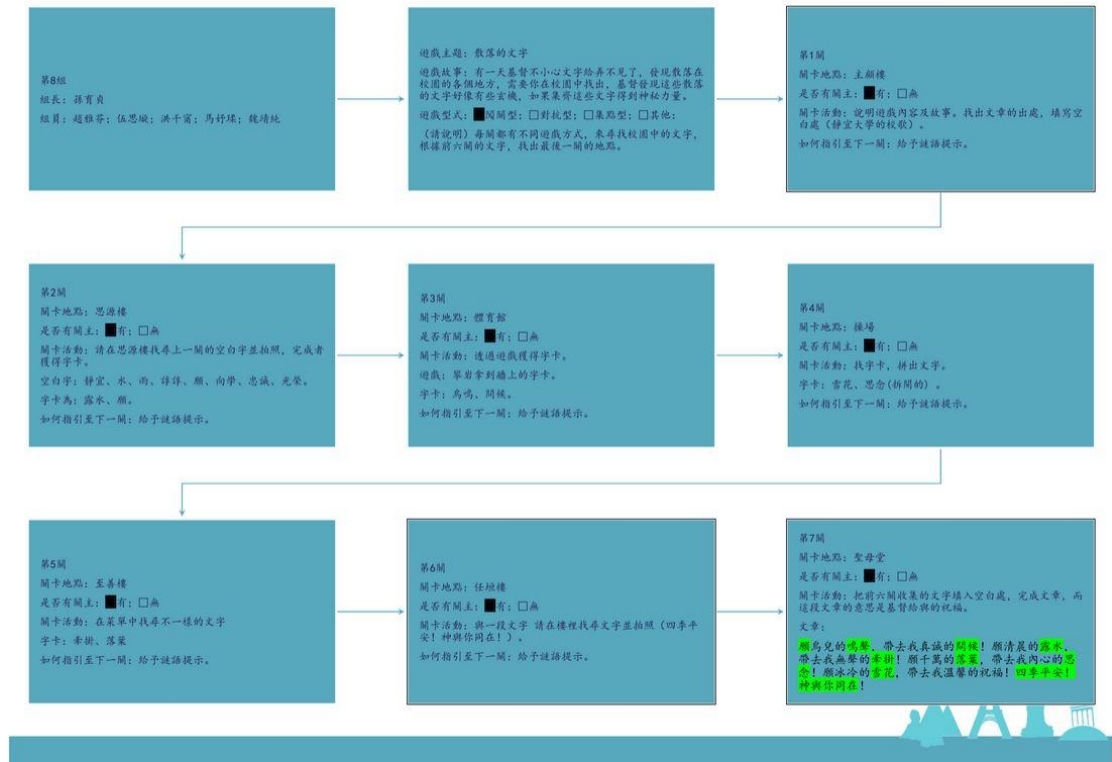 第8組
組長：孫育貞
組員：趙雅芬；伍思璇；洪千甯；馬妤瑈；魏靖純
遊戲主題：散落的文字
遊戲故事：有一天基督不小心文字給弄不見了，發現散落在
校園的各個地方，需要你在校園中找出，基督發現這些散落
的文字好像有些玄機，如果集齊這些文字得到神秘力量。
遊戲型式：■闖關型；□對抗型；□集點型；□其他：
（請說明）每關都有不同遊戲方式，來尋找校園中的文字，
根據前六關的文字，找出最後一關的地點。
第1關
關卡地點：主顧樓
是否有關主：■有；□無
關卡活動：說明遊戲內容及故事。找出文章的出處，填寫空
白處（靜宜大學的校歌）。
如何指引至下一關：給予謎語提示。
第2關
關卡地點：思源樓
是否有關主：■有；□無
關卡活動：請在思源樓找尋上一關的空白字並拍照，完成者
獲得字卡。
空白字：靜宜、水、雨、諄諄、願、向學、忠誠、光榮。
字卡為：露水、願。
如何指引至下一關：給予謎語提示。
第3關
關卡地點：體育館
是否有關主：■有；□無
關卡活動：透過遊戲獲得字卡。
遊戲：攀岩拿到牆上的字卡。
字卡：鳥鳴、問候。
如何指引至下一關：給予謎語提示。
第4關
關卡地點：操場
是否有關主：■有；□無
關卡活動：找字卡，拼出文字。
字卡：雪花、思念(拆開的)。
如何指引至下一關：給予謎語提示。
第5關
關卡地點：至善樓
是否有關主：■有；□無
關卡活動：在菜單中找尋不一樣的文字
字卡：牽掛、落葉
如何指引至下一關：給予謎語提示。
第6關
關卡地點：任垣樓
是否有關主：■有；□無
關卡活動：與一段文字 請在樓裡找尋文字並拍照（四季平
安！神與你同在！）。
如何指引至下一關：給予謎語提示。
第7關
關卡地點：聖母堂
是否有關主：■有；□無
關卡活動：把前六關收集的文字填入空白處，完成文章，而
這段文章的意思是基督給與的祝福。
文章：
願鳥兒的鳴聲，帶去我真誠的問候！願清晨的露水，
帶去我無聲的牽掛！願千萬的落葉，帶去我內心的思
念！願冰冷的雪花，帶去我溫馨的祝福！四季平安！
神與你同在！